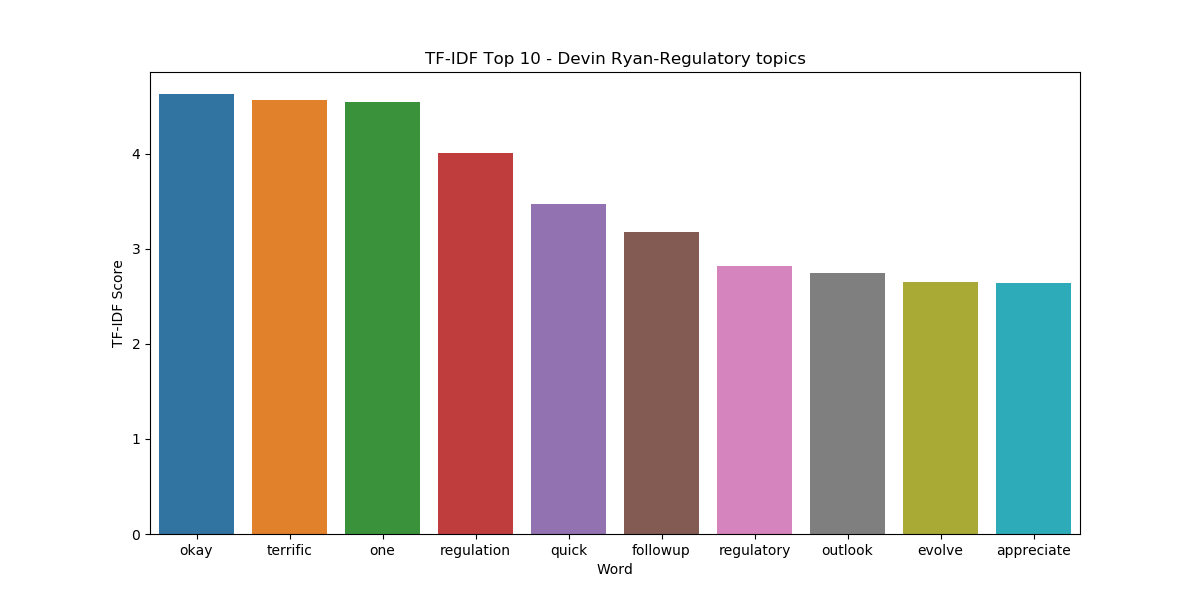 TF-IDF Top 10 - Devin Ryan-Regulatory topics
TF-IDF Score
4
3
2
1
0
okay terrific one regulation quick followup regulatory outlook evolve appreciate
Word